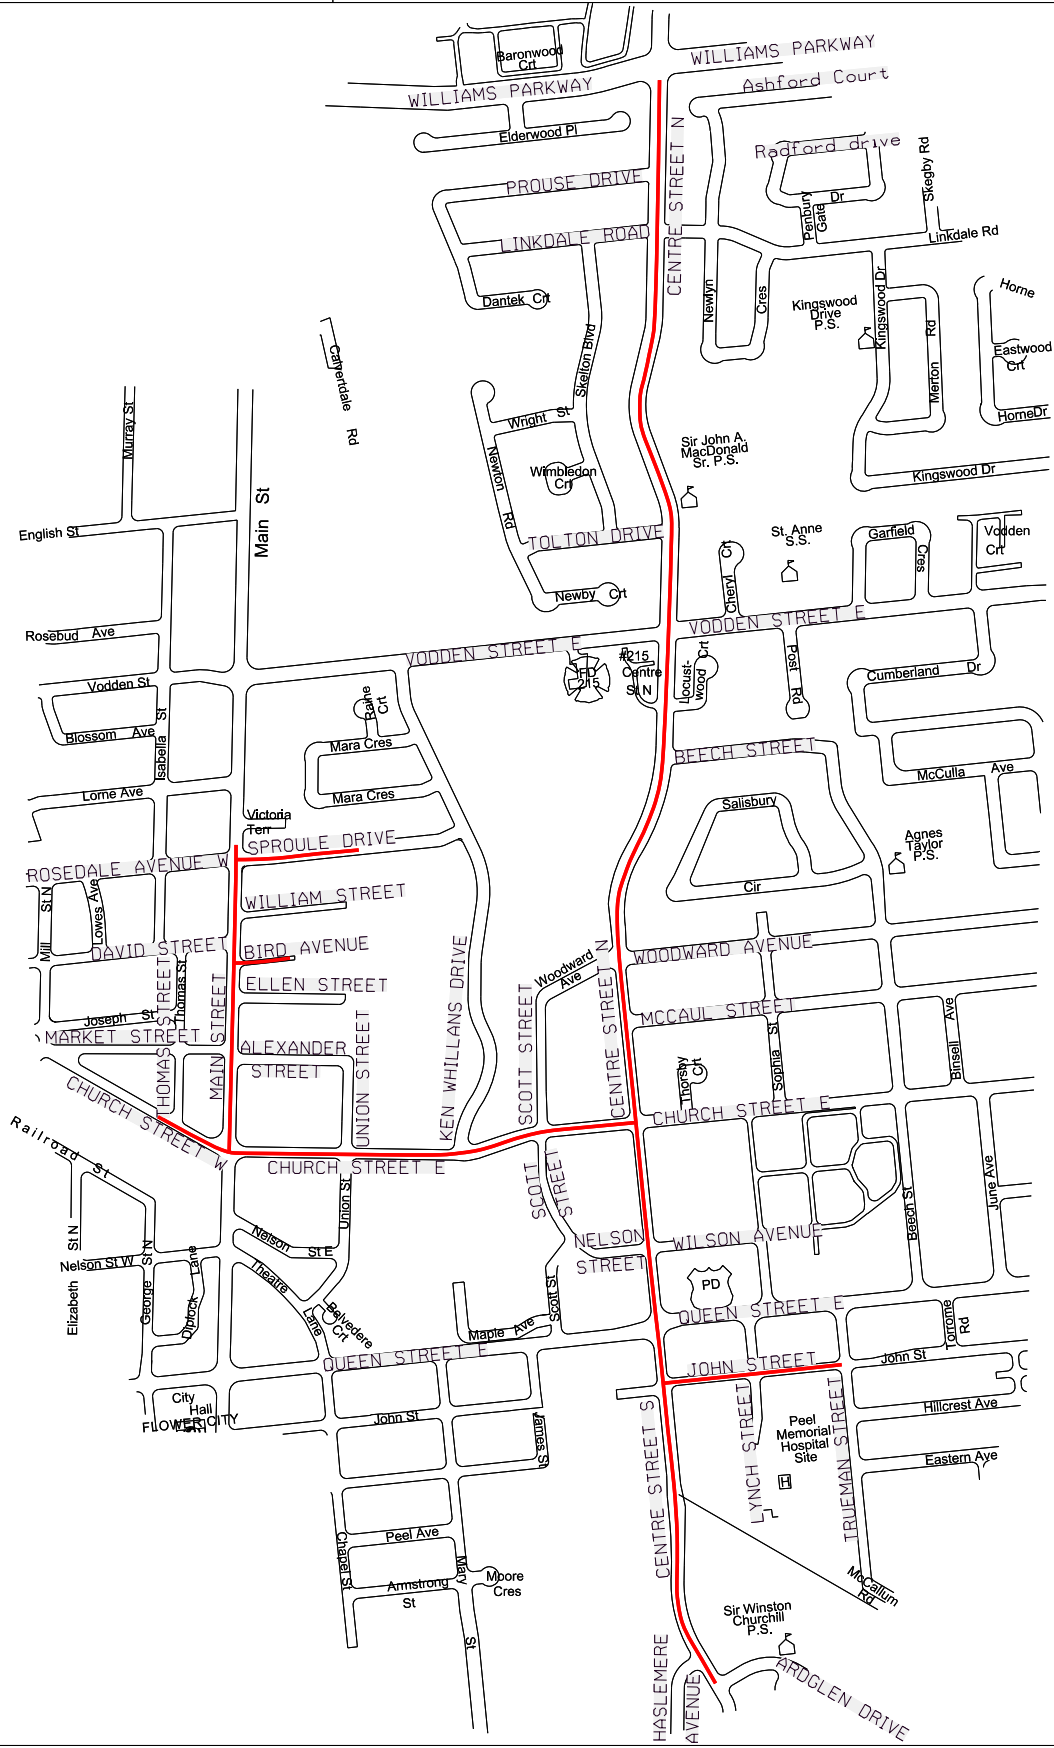 Baronwood
Crt
WILLIAMS PARKWAY
Ashford Court
WILLIAMS PARKWAY
Elderwood Pl
Radford drive
PROUSE DRIVE
CENTRE STREET N
Skegby Rd
Penbury
Gate
Dr
LINKDALE ROAD
Linkdale Rd
Dantek Crt
Newlyn
Cres
Kingswood
Drive
P.S.
Kingswood Dr
Horne
Calvertdale Rd
Skelton Blvd
Merton Rd
Eastwood
Crt
Murray St
Wright St
HorneDr
Sir John A.
MacDonald
Sr. P.S.
Newton Rd
Wimbledon
Crt
Kingswood Dr
Main St
English St
TOLTON DRIVE
St. Anne
S.S.
Garfield
Cres
Vodden
Crt
Cheryl Crt
Newby Crt
Rosebud Ave
VODDEN STREET E
VODDEN STREET E
#215
Centre
St N
FD
215
Locust-
wood Crt
Post Rd
Cumberland Dr
Vodden St
Raine
Crt
Blossom Ave
Isabella St
Mara Cres
BEECH STREET
McCulla Ave
Lorne Ave
Mara Cres
Salisbury
Victoria
Terr
SPROULE DRIVE
Agnes
Taylor
P.S.
ROSEDALE AVENUE W
Cir
WILLIAM STREET
Mill St N
Lowes Ave
DAVID STREET
BIRD AVENUE
WOODWARD AVENUE
Woodward
Ave
ELLEN STREET
Thomas St
THOMAS STREET
MAIN STREET
UNION STREET
KEN WHILLANS DRIVE
SCOTT STREET
CENTRE STREET N
MCCAUL STREET
Joseph St
MARKET STREET
ALEXANDER
STREET
Thorsby
Crt
Sophia St
Binsell Ave
CHURCH STREET W
CHURCH STREET E
Railroad St
CHURCH STREET E
Union St
SCOTT
STREET
Beech St
June Ave
Elizabeth St N
Nelson St W
George St N
Diplock Lane
Nelson St E
NELSON
STREET
WILSON AVENUE
Theatre Lane
Belvedere
Crt
PD
Scott St
Maple Ave
QUEEN STREET E
Torrome
Rd
QUEEN STREET E
JOHN STREET
John St
City
Hall
FLOWER CITY
John St
James St
CENTRE STREET S
LYNCH STREET
TRUEMAN STREET
Hillcrest Ave
Peel
Memorial
Hospital
Site
H
Eastern Ave
Peel Ave
Chapel St
Armstrong
St
Mary St
Moore
Cres
McCallum
Rd
Sir Winston
Churchill
P.S.
HASLEMERE
AVENUE
ARDGLEN DRIVE